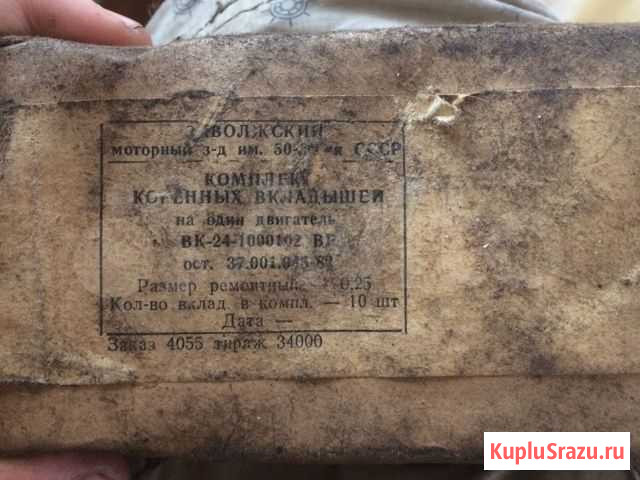 ЗАВОЛЖСКИЙ
моторный з-д им. 50-летия СССР
КОМПЛЕКТ
КОРЕННЫХ ВКЛАДЫШЕЙ
на один двигатель
ВК-24-1000102 ВР
ост. 37.001.045-82
Размер ремонтный 0,25
Кол-во вклад в компл. — 10 шт
Дата —
Заказ 4055 тираж 34000
KupluSrazu.ru